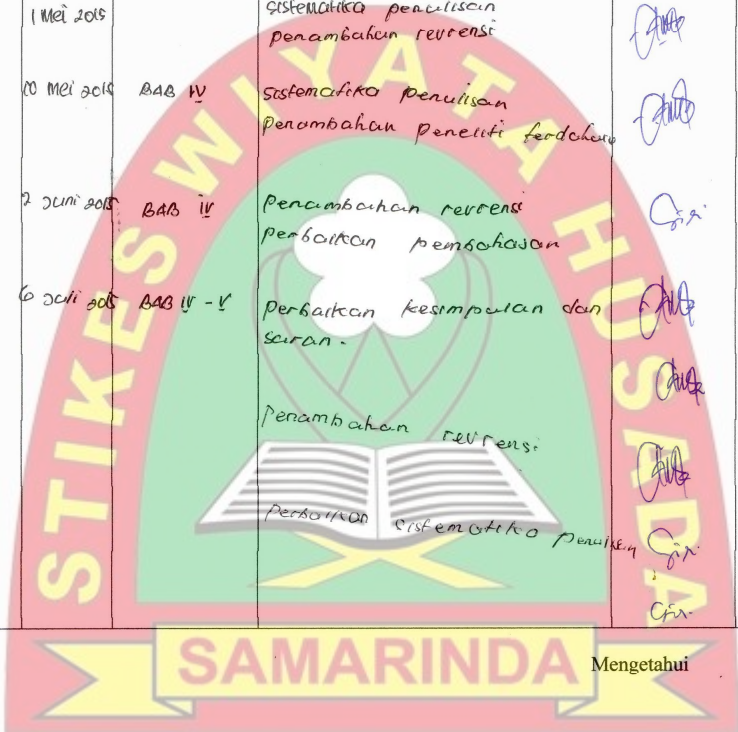 1 Mei 2015 sistematika penulisan
penambahan revrensi
20 Mei 2015 BAB IV sistematika penulisan
Penambahan peneliti terdahulu
2 Juni 2015 BAB IV Penambahan revrensi
perbaikan pembahasan
6 Juli 2015 BAB IV - V Perbaikan kesimpulan dan
saran.
Penambahan revrensi
perbaikan sistematika penulisan
STIKES WIYATA HUSADA
SAMARINDA
Mengetahui